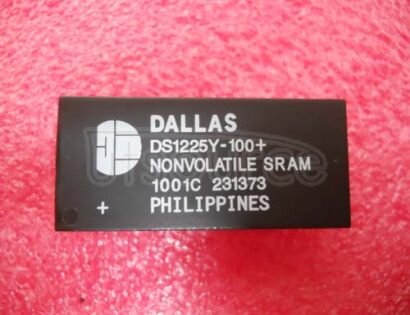 DALLAS
DS1225Y-100+
NONVOLATILE SRAM
1001C 231373
+ PHILIPPINES